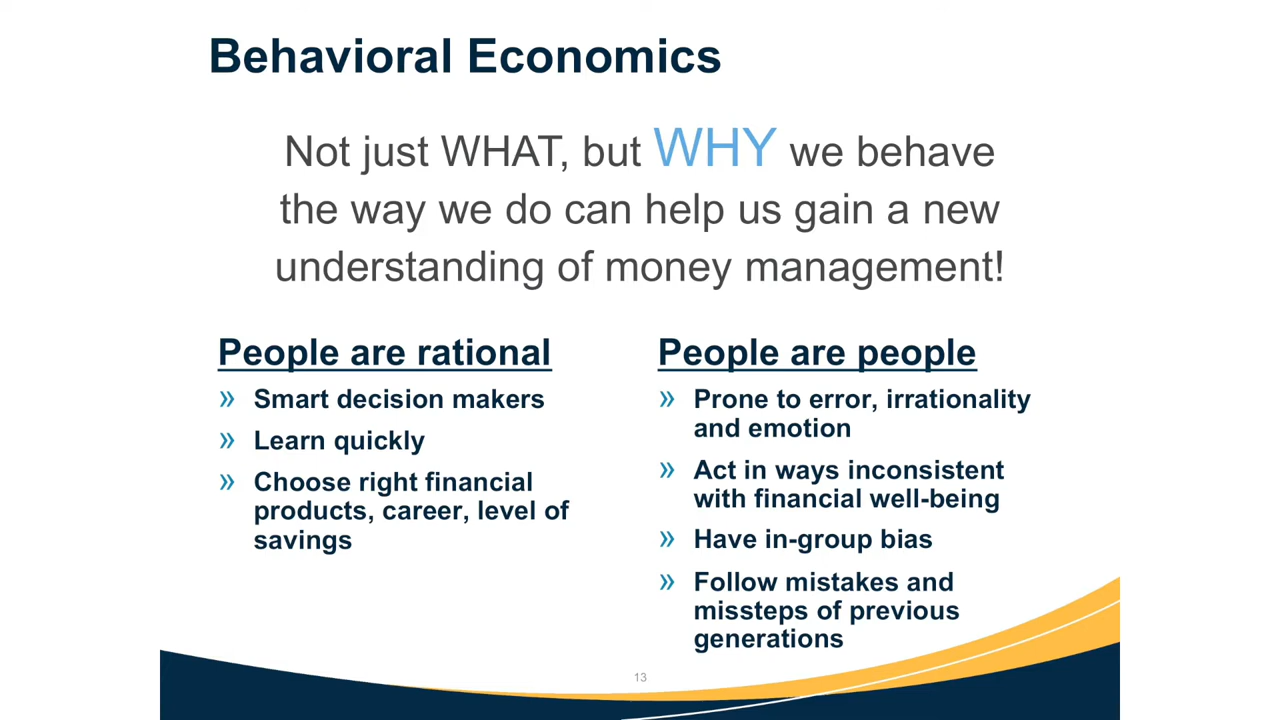 Behavioral Economics
Not just WHAT, but WHY we behave
the way we do can help us gain a new
understanding of money management!
People are rational
» Smart decision makers
» Learn quickly
» Choose right financial
products, career, level of
savings
People are people
» Prone to error, irrationality
and emotion
» Act in ways inconsistent
with financial well-being
» Have in-group bias
» Follow mistakes and
missteps of previous
generations
13